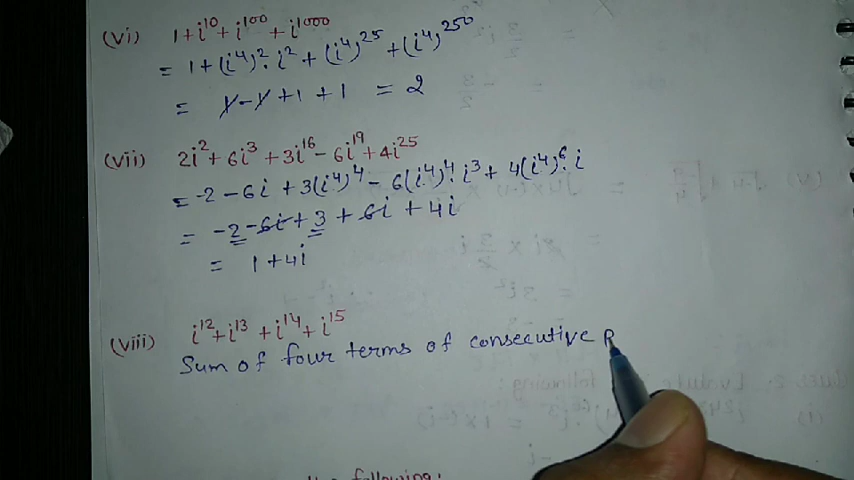 (vi) 1 + i^10 + i^100 + i^1000
= 1 + (i^4)^2 . i^2 + (i^4)^25 + (i^4)^250
= 1 - 1 + 1 + 1 = 2
(vii) 2i^2 + 6i^3 + 3i^16 - 6i^19 + 4i^25
= -2 - 6i + 3(i^4)^4 - 6(i^4)^4 . i^3 + 4(i^4)^6 . i
= -2 - 6i + 3 + 6i + 4i
= 1 + 4i
(viii) i^12 + i^13 + i^14 + i^15
Sum of four terms of consecutive P
the following: